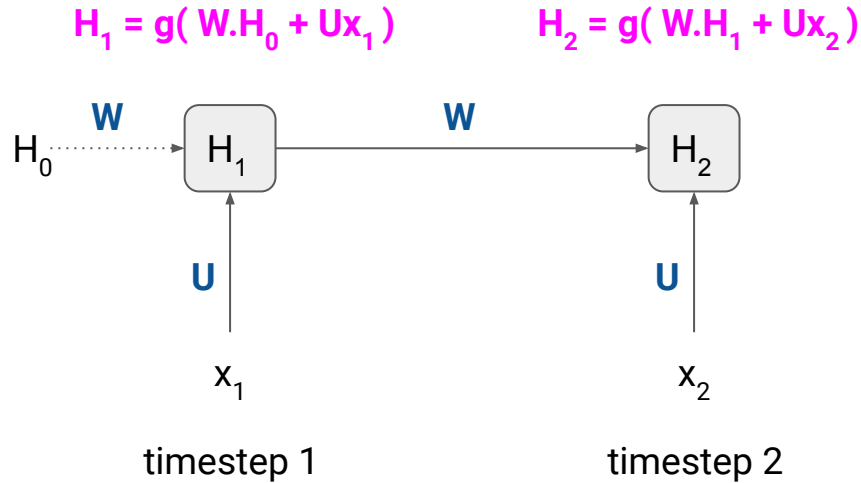 H₁ = g( W.H₀ + Ux₁ )
H₂ = g( W.H₁ + Ux₂ )
W
W
H₀
H₁
H₂
U
U
x₁
x₂
timestep 1
timestep 2